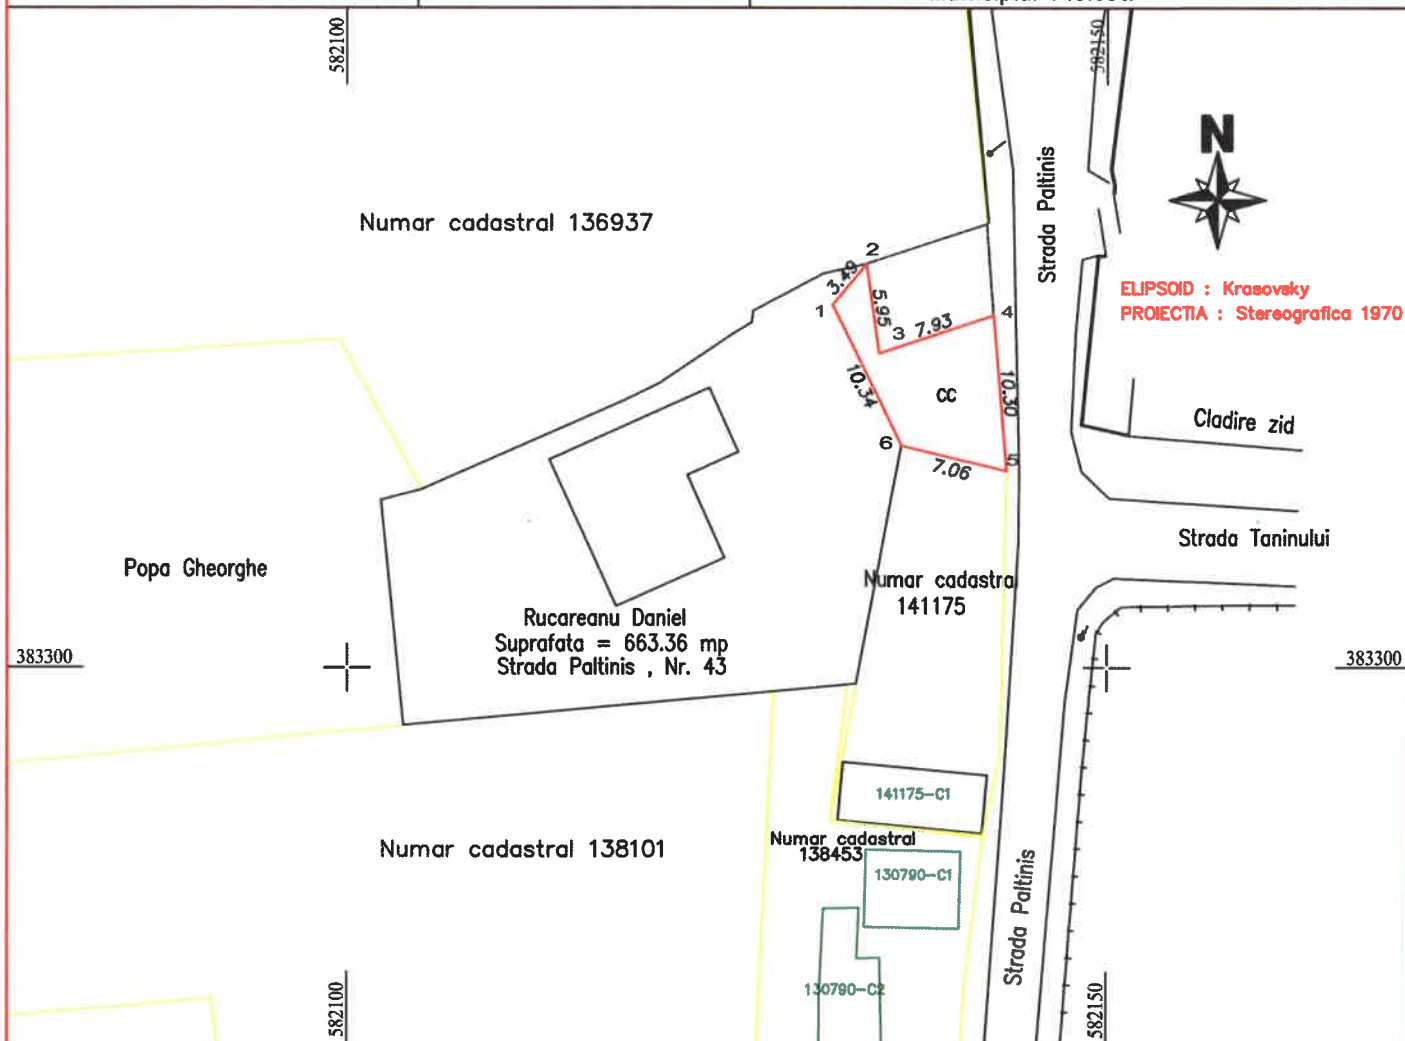 582100
582150
N
Strada Paltinis
Numar cadastral 136937
ELIPSOID : Krasovsky
PROIECTIA : Stereografica 1970
2
3.49
1
5.95
3
7.93
4
10.34
cc
10.30
6
7.06
5
Cladire zid
Strada Taninului
Popa Gheorghe
Numar cadastra
141175
Rucareanu Daniel
Suprafata = 663.36 mp
Strada Paltinis , Nr. 43
383300
383300
141175-C1
Numar cadastral 138101
Numar cadastral
138453
130790-C1
Strada Paltinis
130790-C2
582100
582150